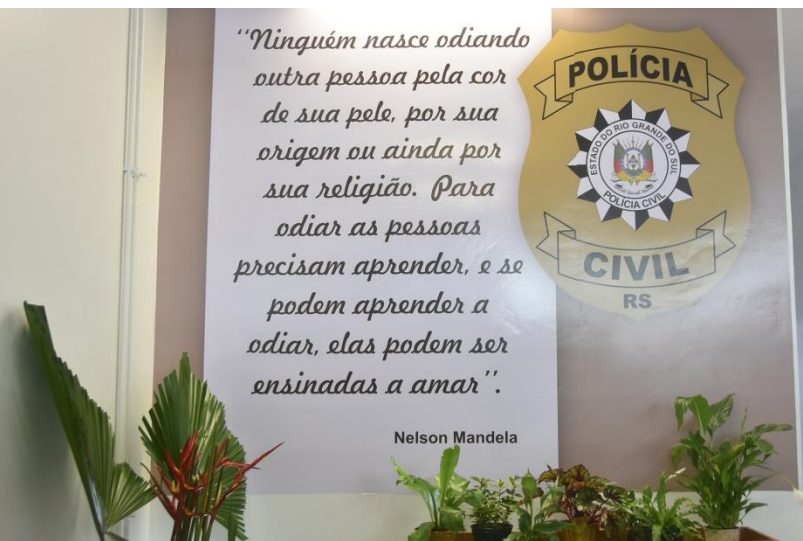 "Ninguém nasce odiando
outra pessoa pela cor
de sua pele, por sua
origem ou ainda por
sua religião. Para
odiar as pessoas
precisam aprender, e se
podem aprender a
odiar, elas podem ser
ensinadas a amar".
Nelson Mandela
POLÍCIA
ESTADO DO RIO GRANDE DO SUL
POLÍCIA CIVIL
CIVIL
RS